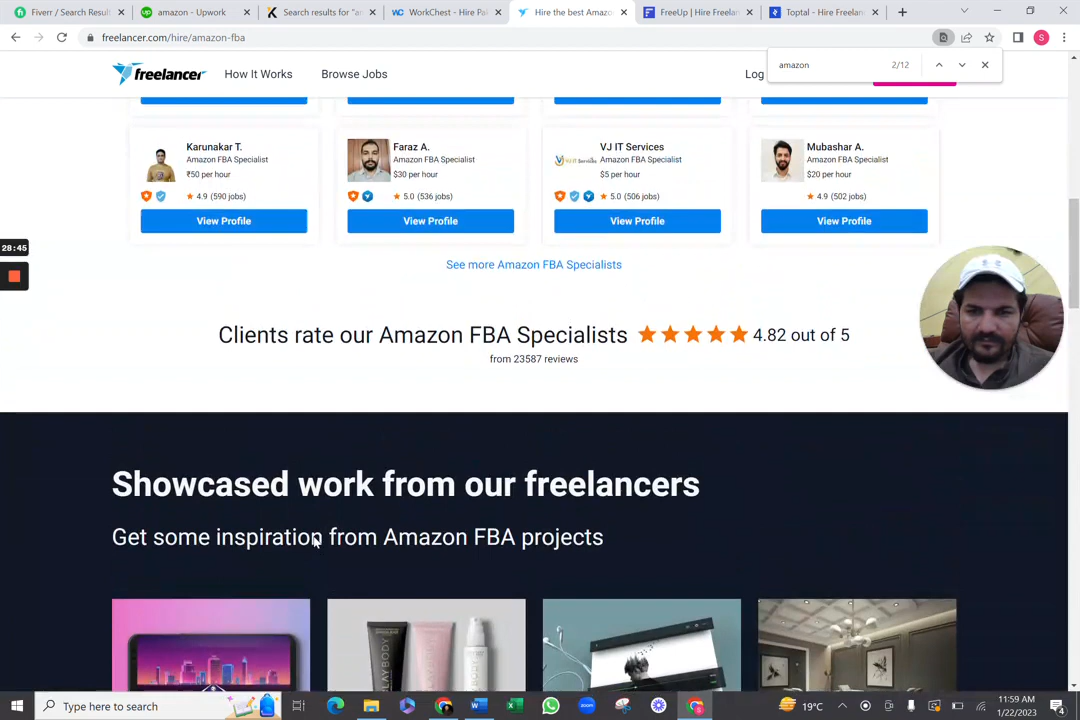 Fiverr / Search Result
amazon - Upwork
Search results for "ar
WorkChest - Hire Pai
Hire the best Amazo
FreeUp | Hire Freelan
Toptal - Hire Freelan
freelancer.com/hire/amazon-fba
S
amazon
2/12
freelancer
How It Works
Browse Jobs
Log
Karunakar T.
Amazon FBA Specialist
₹50 per hour
4.9 (590 jobs)
View Profile
Faraz A.
Amazon FBA Specialist
$30 per hour
5.0 (536 jobs)
View Profile
VJ IT Services
Amazon FBA Specialist
$5 per hour
5.0 (506 jobs)
View Profile
Mubashar A.
Amazon FBA Specialist
$20 per hour
4.9 (502 jobs)
View Profile
28:45
See more Amazon FBA Specialists
Clients rate our Amazon FBA Specialists
4.82 out of 5
from 23587 reviews
Showcased work from our freelancers
Get some inspiration from Amazon FBA projects
Type here to search
19°C
11:59 AM
1/22/2023